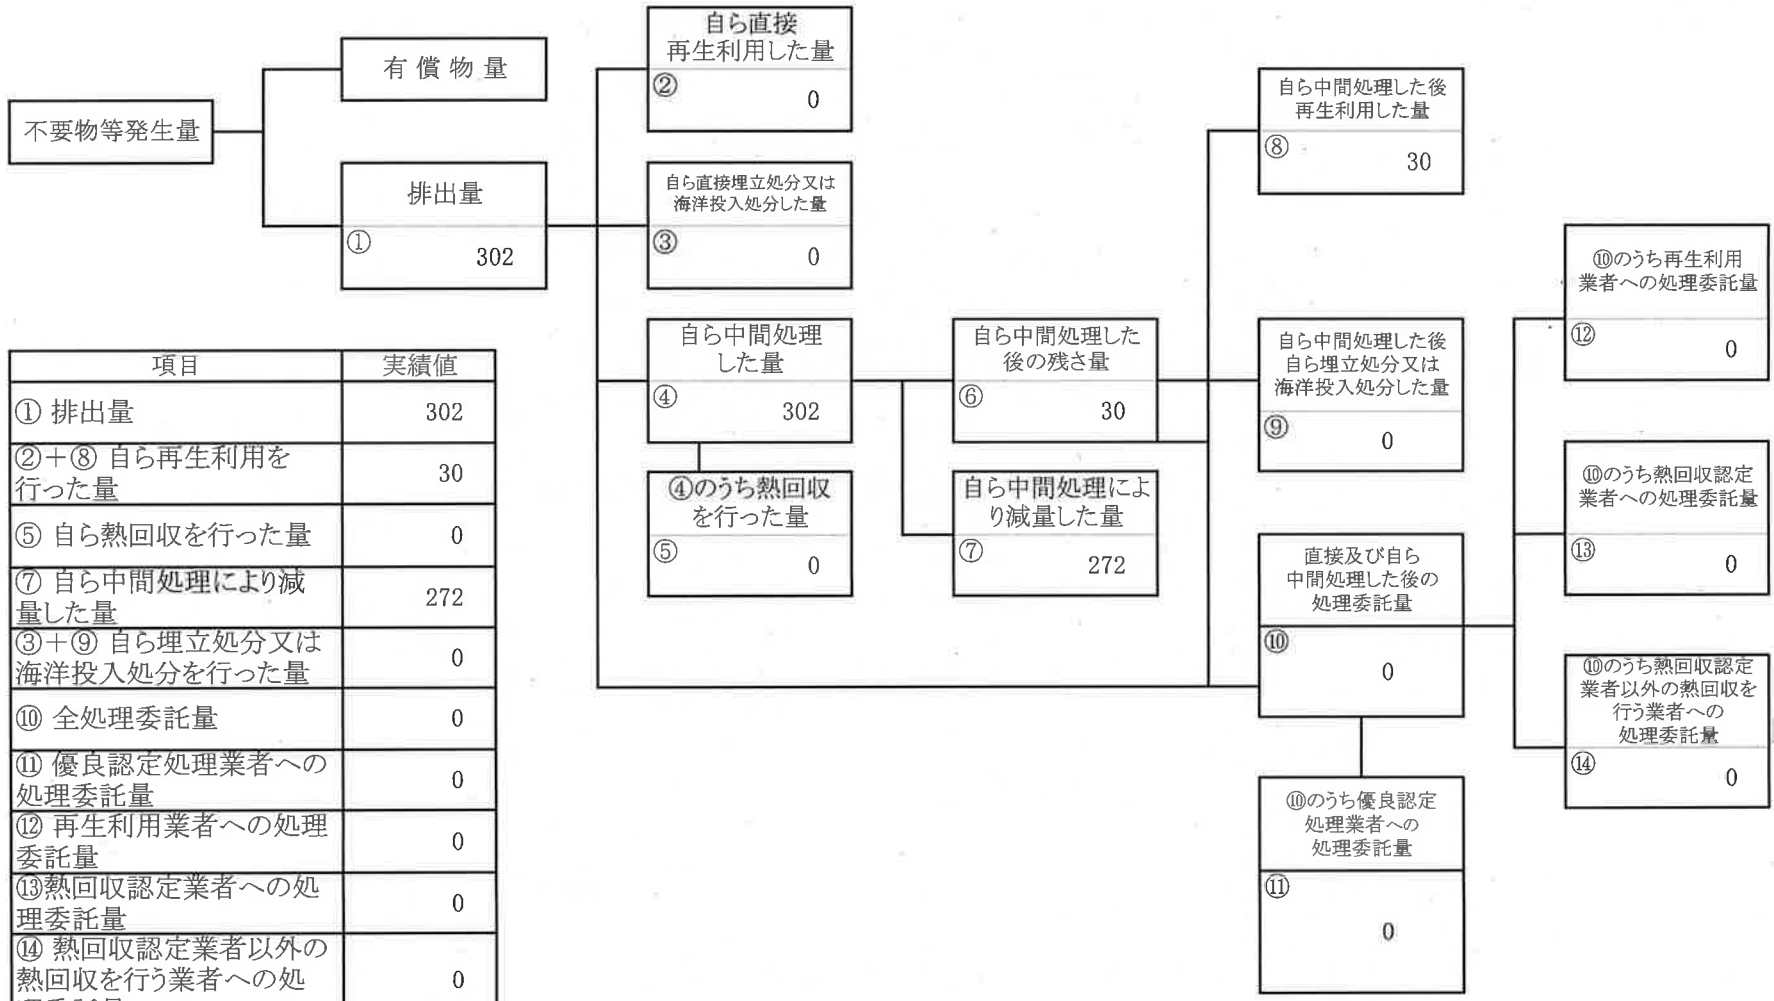 不要物等発生量
有償物量
排出量
①
302
自ら直接
再生利用した量
②
0
自ら直接埋立処分又は
海洋投入処分した量
③
0
自ら中間処理
した量
④
302
④のうち熱回収
を行った量
⑤
0
自ら中間処理した
後の残さ量
⑥
30
自ら中間処理によ
り減量した量
⑦
272
自ら中間処理した後
再生利用した量
⑧
30
自ら中間処理した後
自ら埋立処分又は
海洋投入処分した量
⑨
0
直接及び自ら
中間処理した後の
処理委託量
⑩
0
⑩のうち優良認定
処理業者への
処理委託量
⑪
0
⑩のうち再生利用
業者への処理委託量
⑫
0
⑩のうち熱回収認定
業者への処理委託量
⑬
0
⑩のうち熱回収認定
業者以外の熱回収を
行う業者への
処理委託量
⑭
0
項目 実績値
① 排出量 302
②+⑧ 自ら再生利用を
行った量 30
⑤ 自ら熱回収を行った量 0
⑦ 自ら中間処理により減
量した量 272
③+⑨ 自ら埋立処分又は
海洋投入処分を行った量 0
⑩ 全処理委託量 0
⑪ 優良認定処理業者への
処理委託量 0
⑫ 再生利用業者への処理
委託量 0
⑬熱回収認定業者への処
理委託量 0
⑭ 熱回収認定業者以外の
熱回収を行う業者への処 0